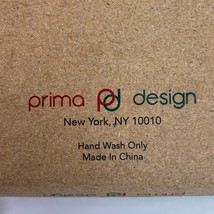 prima pd design
New York, NY 10010
Hand Wash Only
Made In China